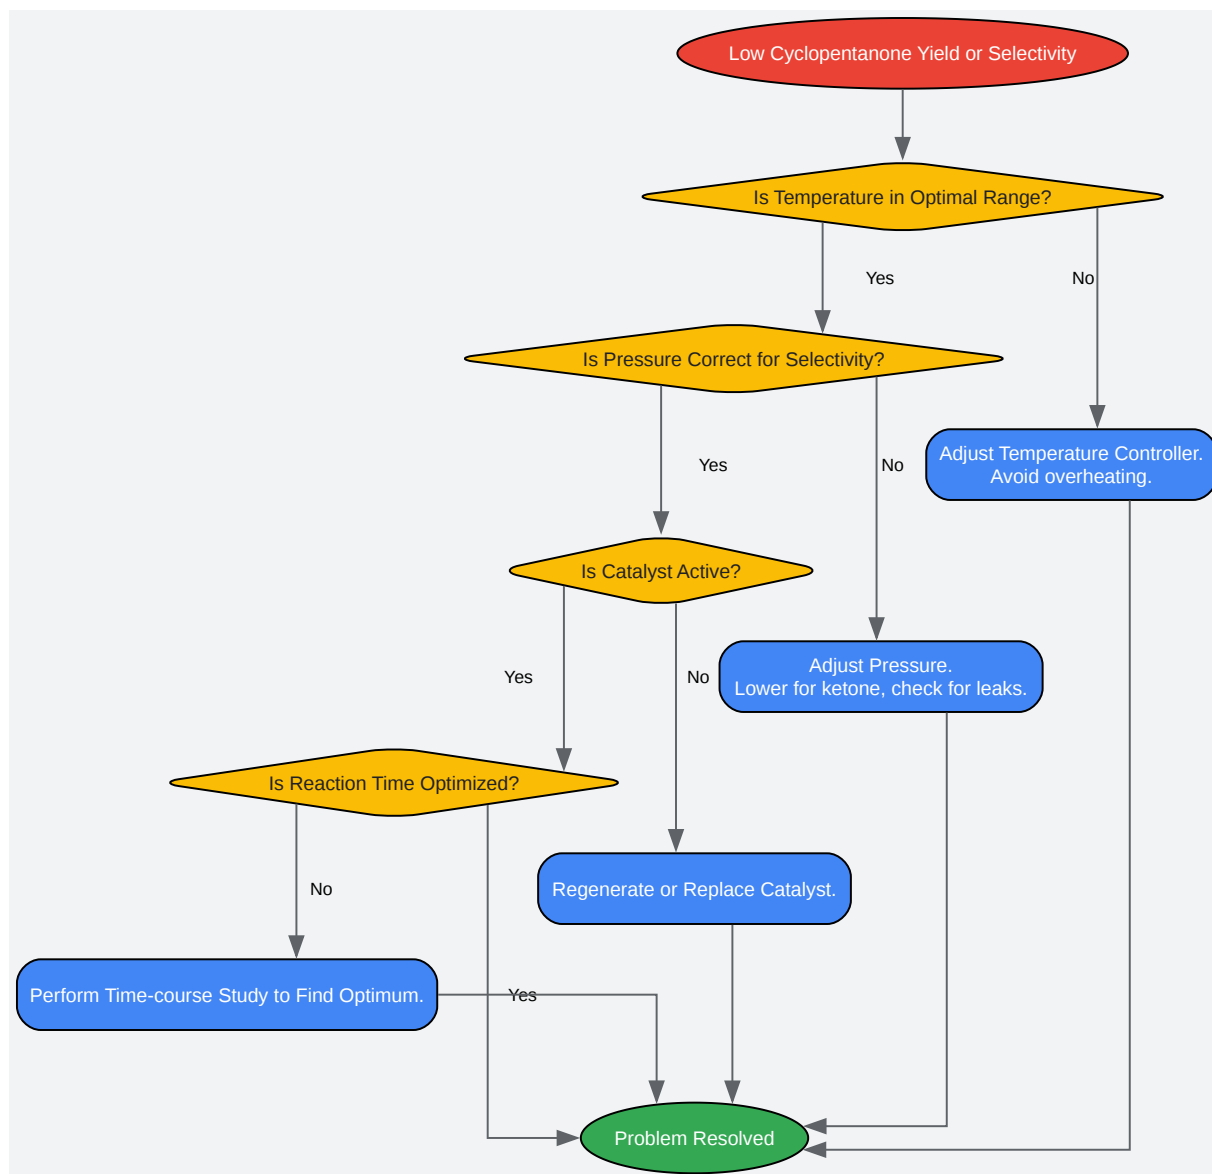 Low Cyclopentanone Yield or Selectivity
Is Temperature in Optimal Range?
Yes
No
Is Pressure Correct for Selectivity?
Adjust Temperature Controller.
Avoid overheating.
Yes
No
Is Catalyst Active?
Adjust Pressure.
Lower for ketone, check for leaks.
Yes
No
Is Reaction Time Optimized?
Regenerate or Replace Catalyst.
No
Perform Time-course Study to Find Optimum.
Yes
Problem Resolved